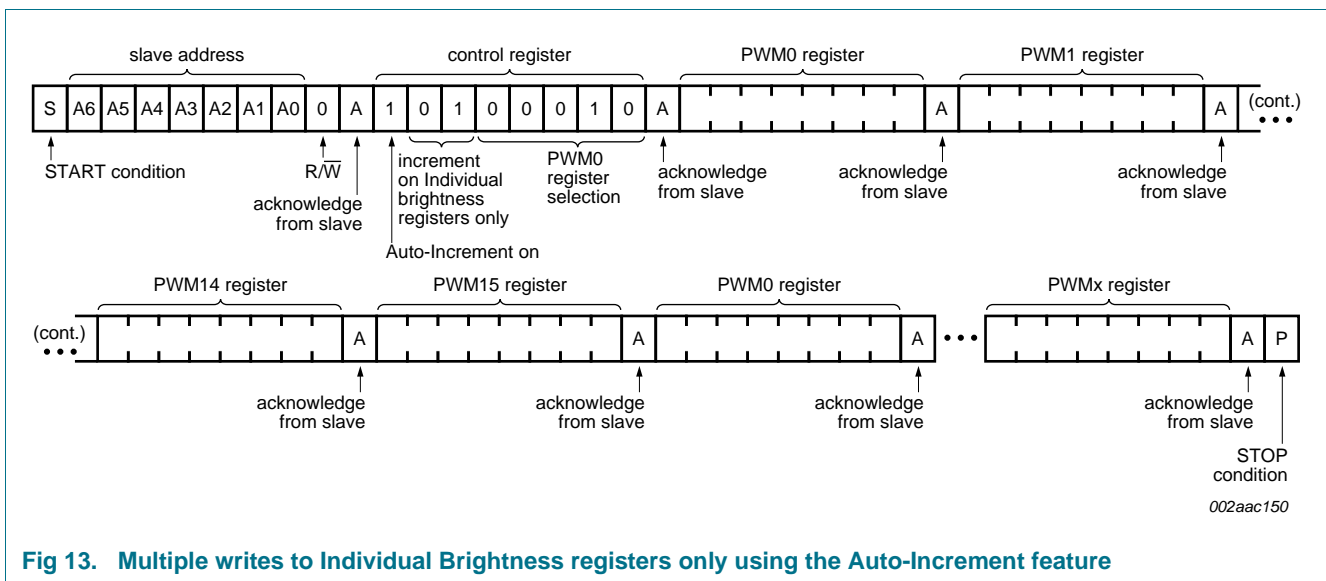 slave address
control register
PWM0 register
PWM1 register
S A6 A5 A4 A3 A2 A1 A0 0 A 1 0 1 0 0 0 1 0 A A A (cont.)
START condition
R/W̅
acknowledge
from slave
increment
on Individual
brightness
registers only
Auto-Increment on
PWM0
register
selection
acknowledge
from slave
acknowledge
from slave
acknowledge
from slave
PWM14 register
PWM15 register
PWM0 register
PWMx register
(cont.) A A A A P
acknowledge
from slave
acknowledge
from slave
acknowledge
from slave
acknowledge
from slave
STOP
condition
002aac150
Fig 13. Multiple writes to Individual Brightness registers only using the Auto-Increment feature